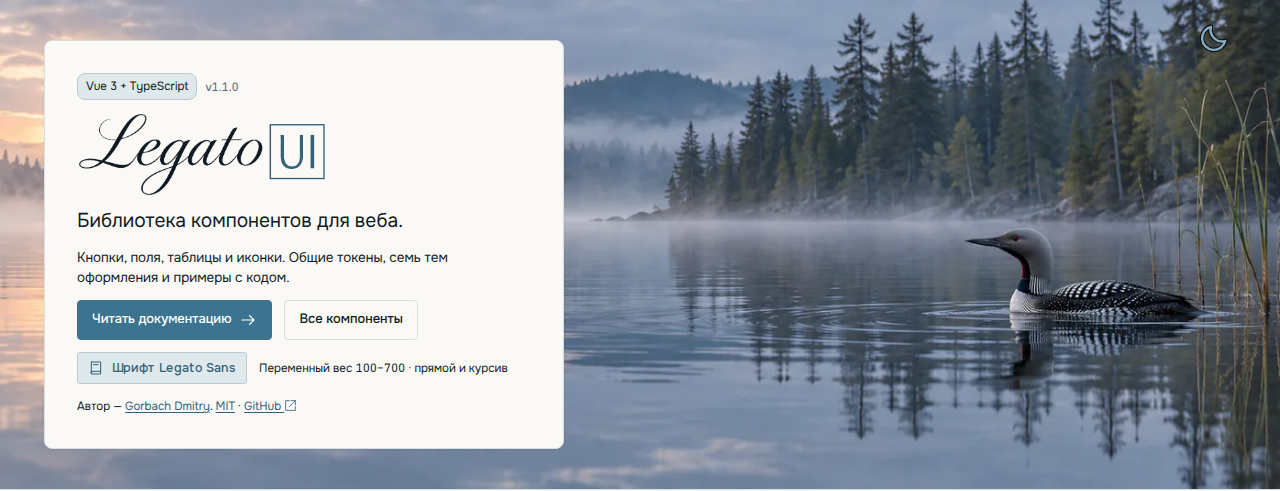 Vue 3 + TypeScript v1.1.0
Legato UI
Библиотека компонентов для веба.
Кнопки, поля, таблицы и иконки. Общие токены, семь тем
оформления и примеры с кодом.
Читать документацию → Все компоненты
Шрифт Legato Sans Переменный вес 100–700 · прямой и курсив
Автор — Gorbach Dmitry. MIT · GitHub